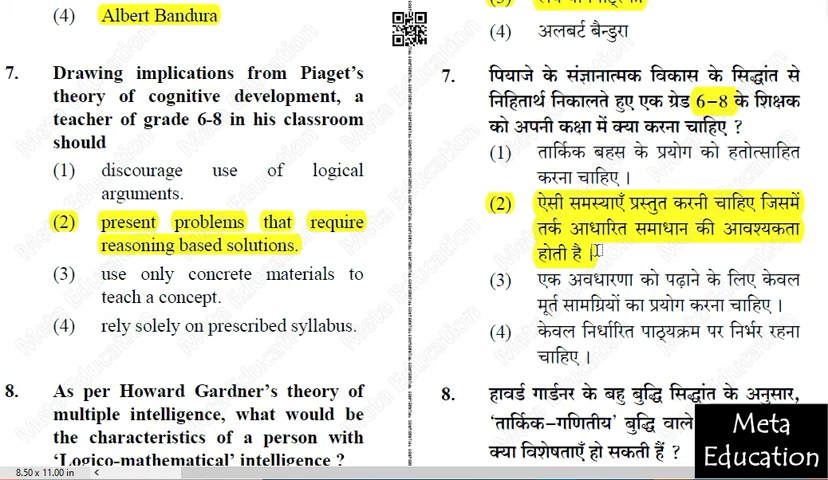 (4) Albert Bandura
7. Drawing implications from Piaget's
theory of cognitive development, a
teacher of grade 6-8 in his classroom
should
(1) discourage use of logical
arguments.
(2) present problems that require
reasoning based solutions.
(3) use only concrete materials to
teach a concept.
(4) rely solely on prescribed syllabus.
8. As per Howard Gardner's theory of
multiple intelligence, what would be
the characteristics of a person with
'Logico-mathematical' intelligence ?
(4) अलबर्ट बैन्डुरा
7. पियाजे के संज्ञानात्मक विकास के सिद्धांत से
निहितार्थ निकालते हुए एक ग्रेड 6–8 के शिक्षक
को अपनी कक्षा में क्या करना चाहिए ?
(1) तार्किक बहस के प्रयोग को हतोत्साहित
करना चाहिए।
(2) ऐसी समस्याएँ प्रस्तुत करनी चाहिए जिसमें
तर्क आधारित समाधान की आवश्यकता
होती है।
(3) एक अवधारणा को पढ़ाने के लिए केवल
मूर्त सामग्रियों का प्रयोग करना चाहिए।
(4) केवल निर्धारित पाठ्यक्रम पर निर्भर रहना
चाहिए।
8. हावर्ड गार्डनर के बहु बुद्धि सिद्धांत के अनुसार,
'तार्किक–गणितीय' बुद्धि वाले
क्या विशेषताएँ हो सकती हैं ?
Meta
Education
8.50 x 11.00 in